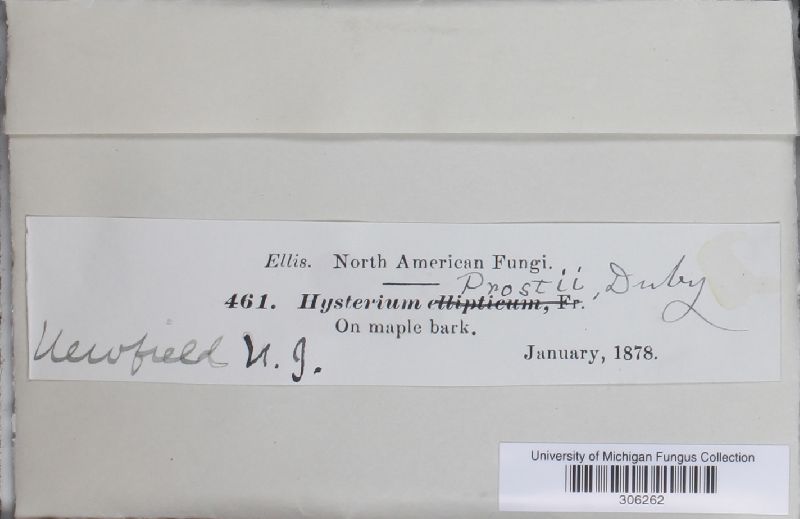 Ellis. North American Fungi.
Prostii, Duby
461. Hysterium ellipticum, Fr.
On maple bark.
Newfield N. J.
January, 1878.
University of Michigan Fungus Collection
306262